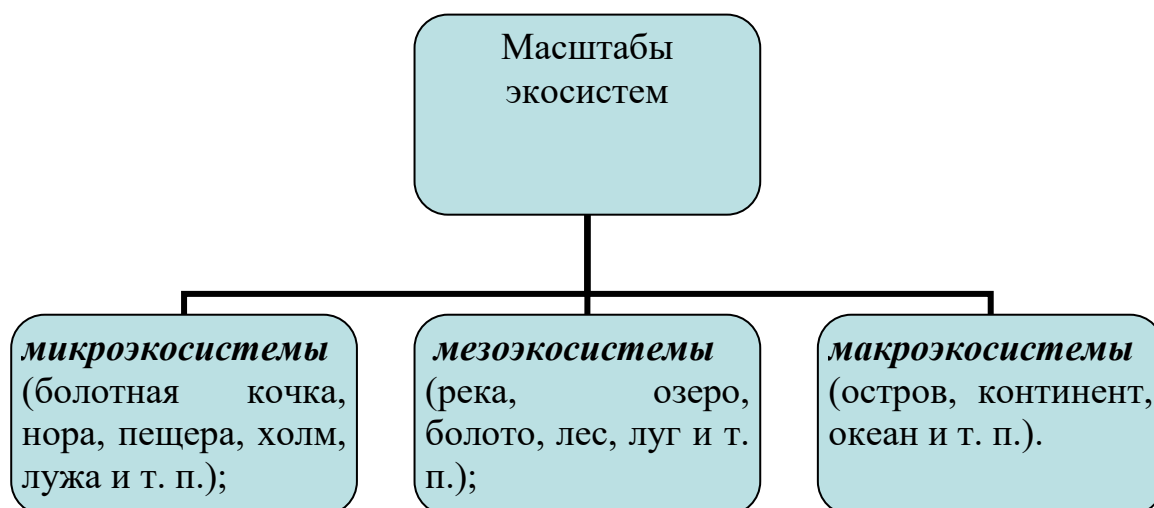 Масштабы
экосистем
микроэкосистемы
(болотная кочка,
нора, пещера, холм,
лужа и т. п.);
мезоэкосистемы
(река, озеро,
болото, лес, луг и т.
п.);
макроэкосистемы
(остров, континент,
океан и т. п.).